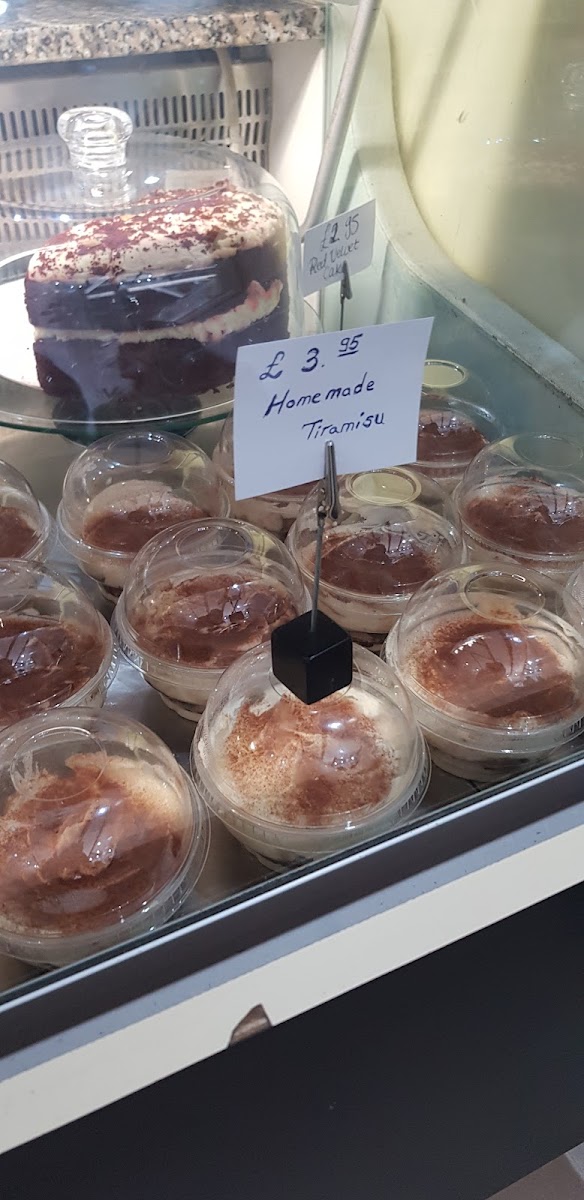 £2.95
Red Velvet
Cake
£ 3.95
Homemade
Tiramisu